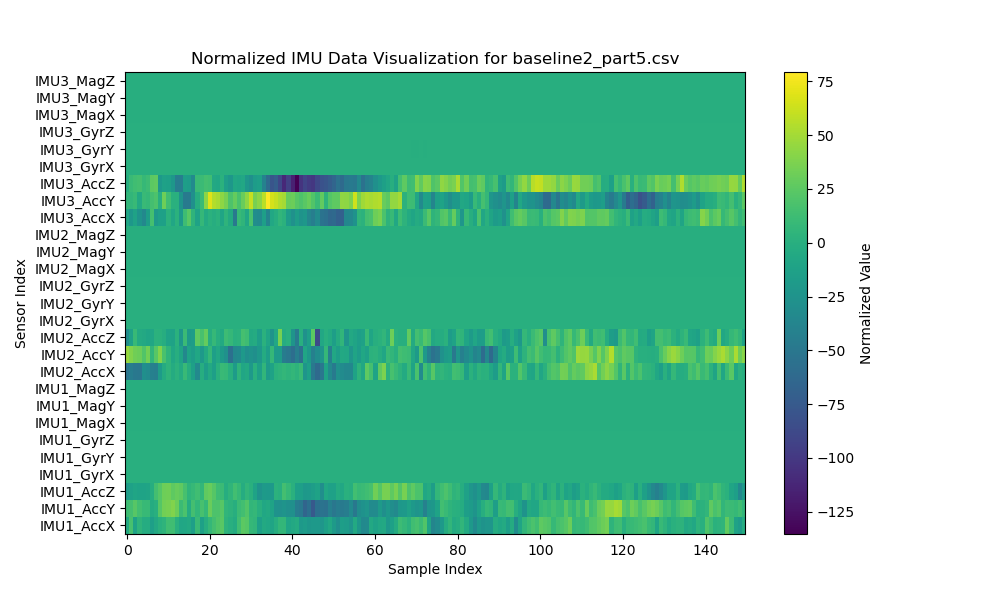 Normalized IMU Data Visualization for baseline2_part5.csv
IMU3_MagZ
IMU3_MagY
IMU3_MagX
IMU3_GyrZ
IMU3_GyrY
IMU3_GyrX
IMU3_AccZ
IMU3_AccY
IMU3_AccX
IMU2_MagZ
IMU2_MagY
IMU2_MagX
IMU2_GyrZ
IMU2_GyrY
IMU2_GyrX
IMU2_AccZ
IMU2_AccY
IMU2_AccX
IMU1_MagZ
IMU1_MagY
IMU1_MagX
IMU1_GyrZ
IMU1_GyrY
IMU1_GyrX
IMU1_AccZ
IMU1_AccY
IMU1_AccX
Sensor Index
0 20 40 60 80 100 120 140
Sample Index
75
50
25
0
−25
−50
−75
−100
−125
Normalized Value